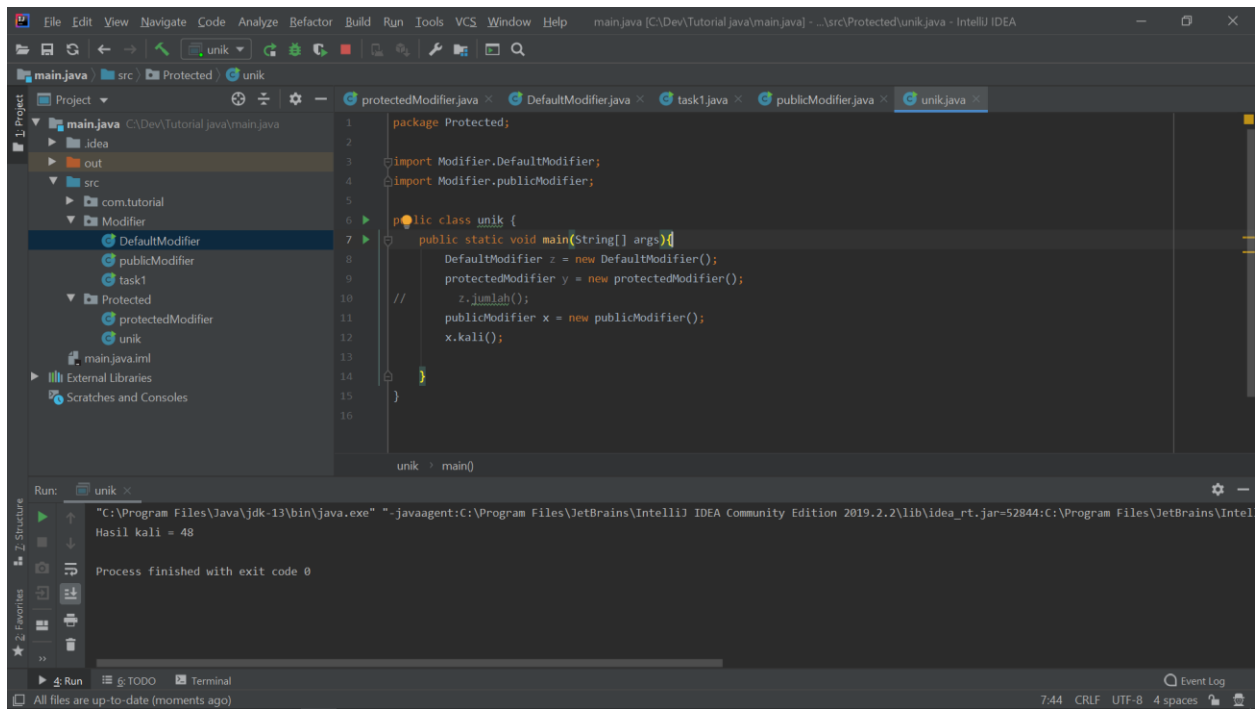 File Edit View Navigate Code Analyze Refactor Build Run Tools VCS Window Help main.java [C:\Dev\Tutorial java\main.java] - ...\src\Protected\unik.java - IntelliJ IDEA
unik
main.java src Protected unik
Project
protectedModifier.java DefaultModifier.java task1.java publicModifier.java unik.java
1: Project
main.java C:\Dev\Tutorial java\main.java
.idea
out
src
com.tutorial
Modifier
DefaultModifier
publicModifier
task1
Protected
protectedModifier
unik
main.java.iml
External Libraries
Scratches and Consoles
1 package Protected;
2
3 import Modifier.DefaultModifier;
4 import Modifier.publicModifier;
5
6 public class unik {
7 public static void main(String[] args){
8 DefaultModifier z = new DefaultModifier();
9 protectedModifier y = new protectedModifier();
10 // z.jumlah();
11 publicModifier x = new publicModifier();
12 x.kali();
13
14 }
15 }
16
unik main()
Run: unik
"C:\Program Files\Java\jdk-13\bin\java.exe" "-javaagent:C:\Program Files\JetBrains\IntelliJ IDEA Community Edition 2019.2.2\lib\idea_rt.jar=52844:C:\Program Files\JetBrains\Intel
Hasil kali = 48
Process finished with exit code 0
Z: Structure
2: Favorites
4: Run 6: TODO Terminal Event Log
All files are up-to-date (moments ago) 7:44 CRLF UTF-8 4 spaces